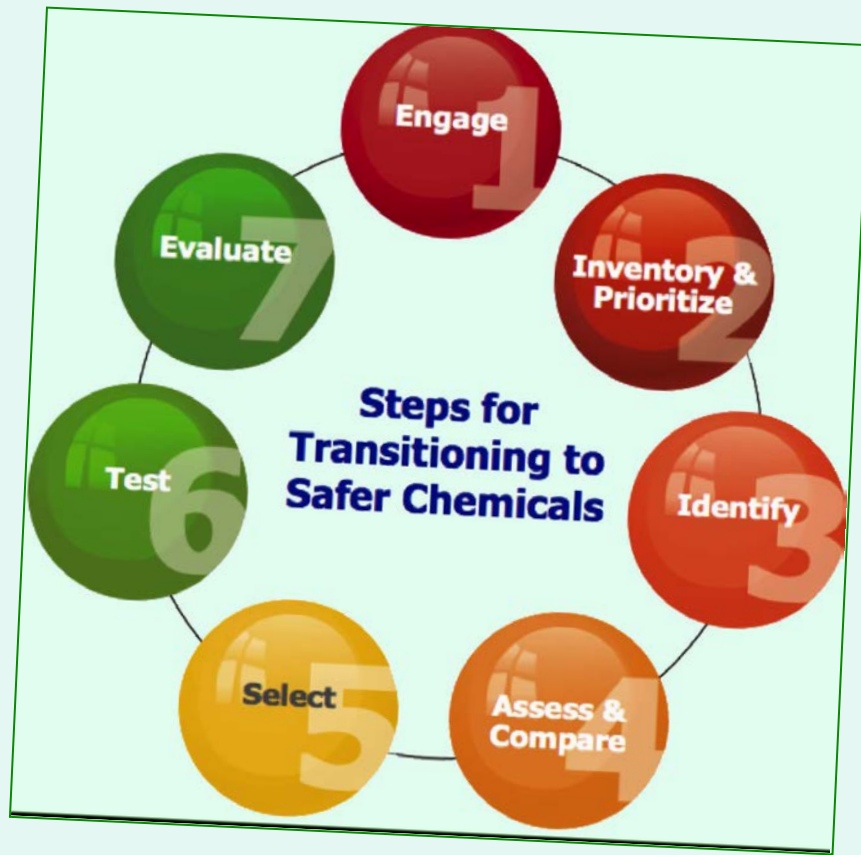 Engage
1
Inventory &
Prioritize
2
Identify
3
Assess &
Compare
4
Select
5
Test
6
Evaluate
7
Steps for
Transitioning to
Safer Chemicals